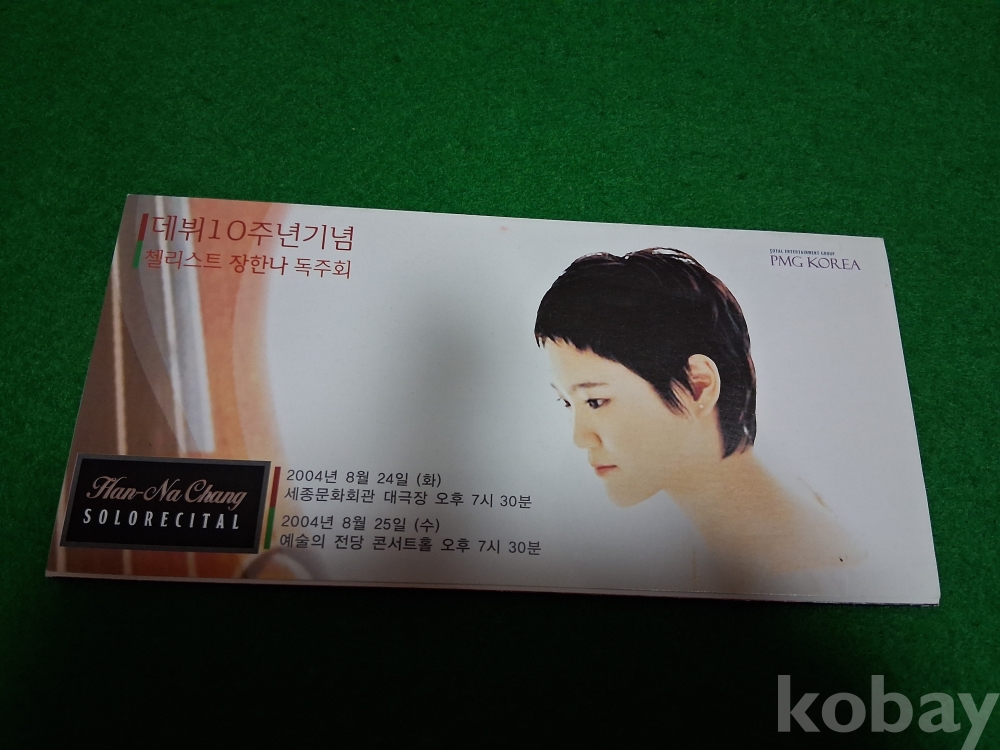 데뷔10주년기념
첼리스트 장한나 독주회
TOTAL ENTERTAINMENT GROUP
PMG KOREA
Han-Na Chang
SOLORECITAL
2004년 8월 24일 (화)
세종문화회관 대극장 오후 7시 30분
2004년 8월 25일 (수)
예술의 전당 콘서트홀 오후 7시 30분
kobay